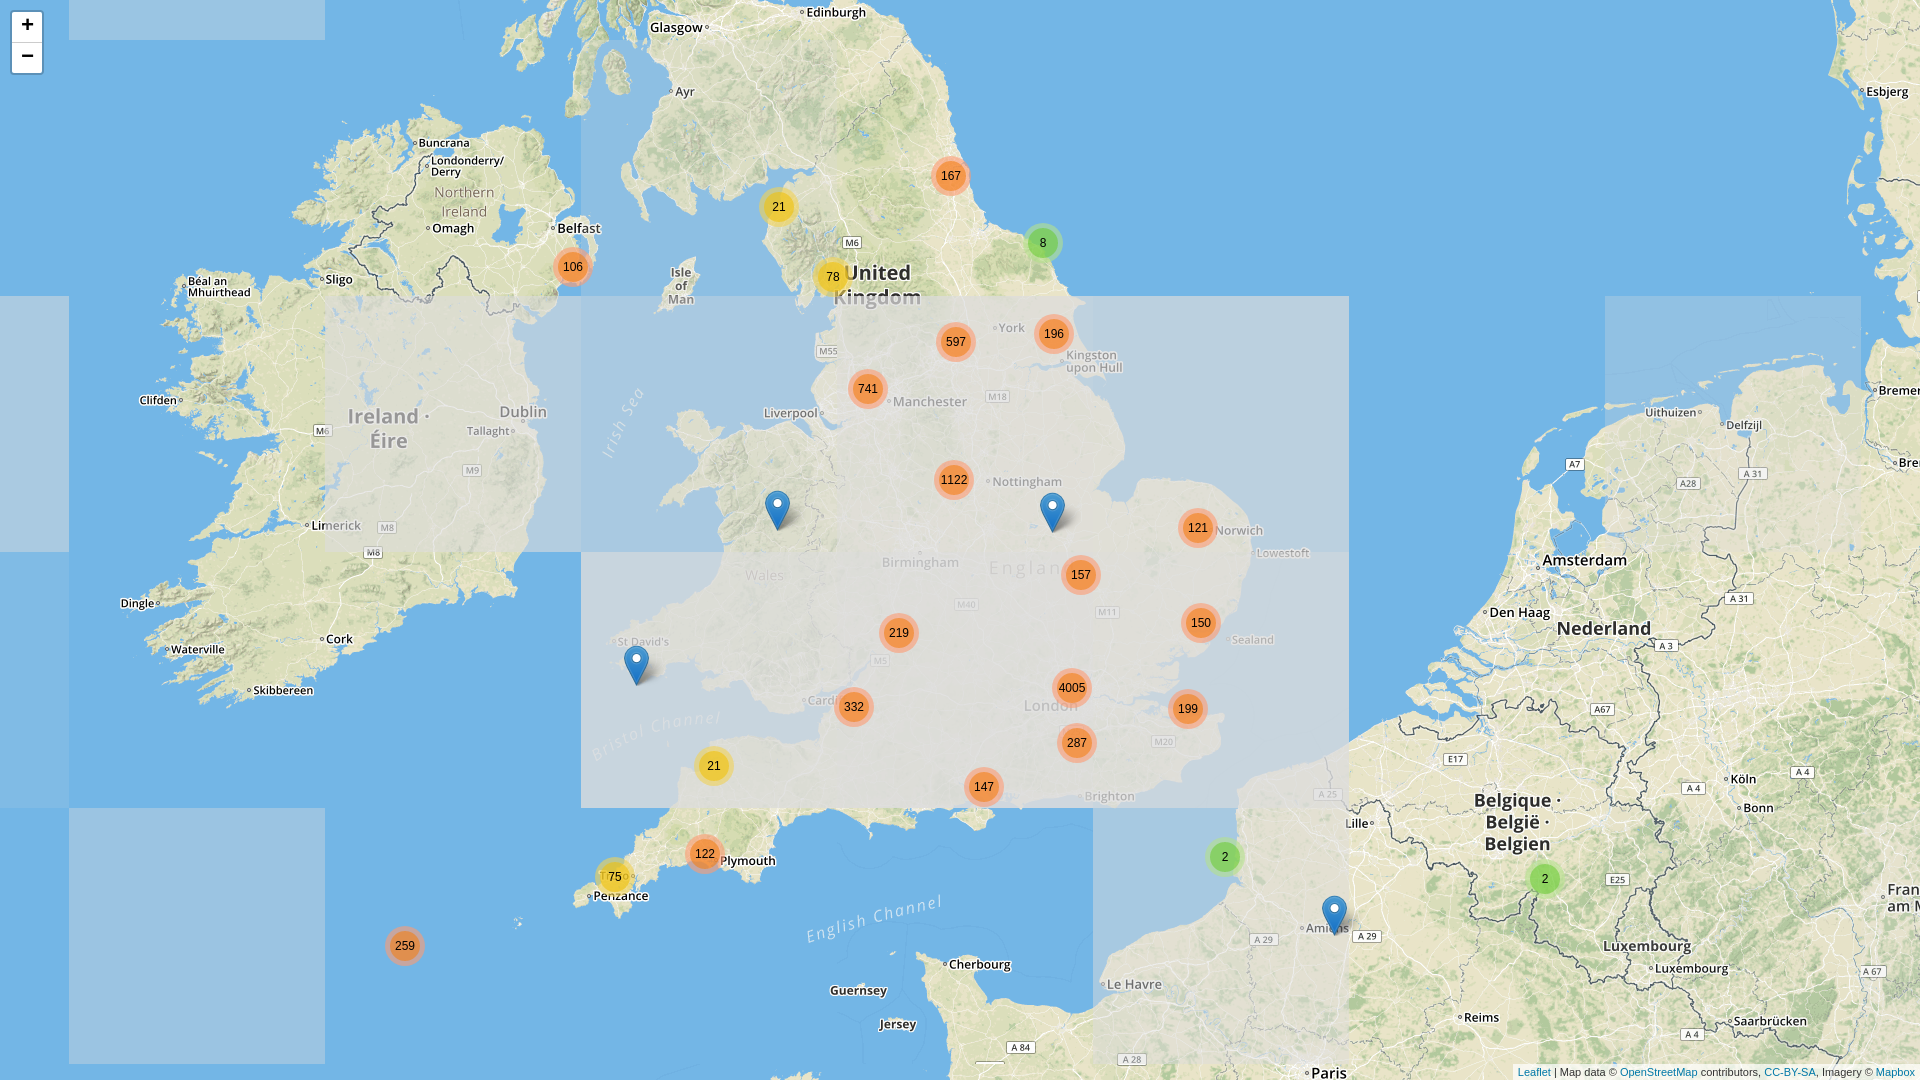 +
−
Glasgow
Edinburgh
Ayr
Esbjerg
Buncrana
Londonderry/
Derry
Northern
Ireland
Omagh
Belfast
Sligo
Béal an
Mhuirthead
167
21
8
106
78
M6
United
Kingdom
Isle
of
Man
York
196
597
Kingston
upon Hull
M55
741
Manchester
M18
Liverpool
Clifden
M6
Ireland ·
Éire
Dublin
Tallaght
M9
Irish Sea
Uithuizen
Delfzijl
Bremer
Bre
A7
A 31
A28
1122
Nottingham
121
Norwich
Lowestoft
Limerick
M8
M8
Birmingham
England
157
Wales
Amsterdam
Dingle
M40
M11
A 31
Den Haag
Nederland
Cork
Waterville
St David's
219
150
Sealand
A 3
M5
Skibbereen
4005
London
Cardi
332
199
A67
Bristol Channel
287
M20
E17
21
147
Brighton
A 25
Köln
A 4
A 4
Bonn
Belgique ·
België ·
Belgien
Lille
122
Plymouth
2
2
75
Penzance
E25
Fran
am M
English Channel
259
Amiens
A 29
A 29
Luxembourg
Luxembourg
A 67
Cherbourg
Le Havre
Guernsey
Jersey
Reims
Saarbrücken
A 4
A 84
A 28
Paris
Leaflet | Map data © OpenStreetMap contributors, CC-BY-SA, Imagery © Mapbox